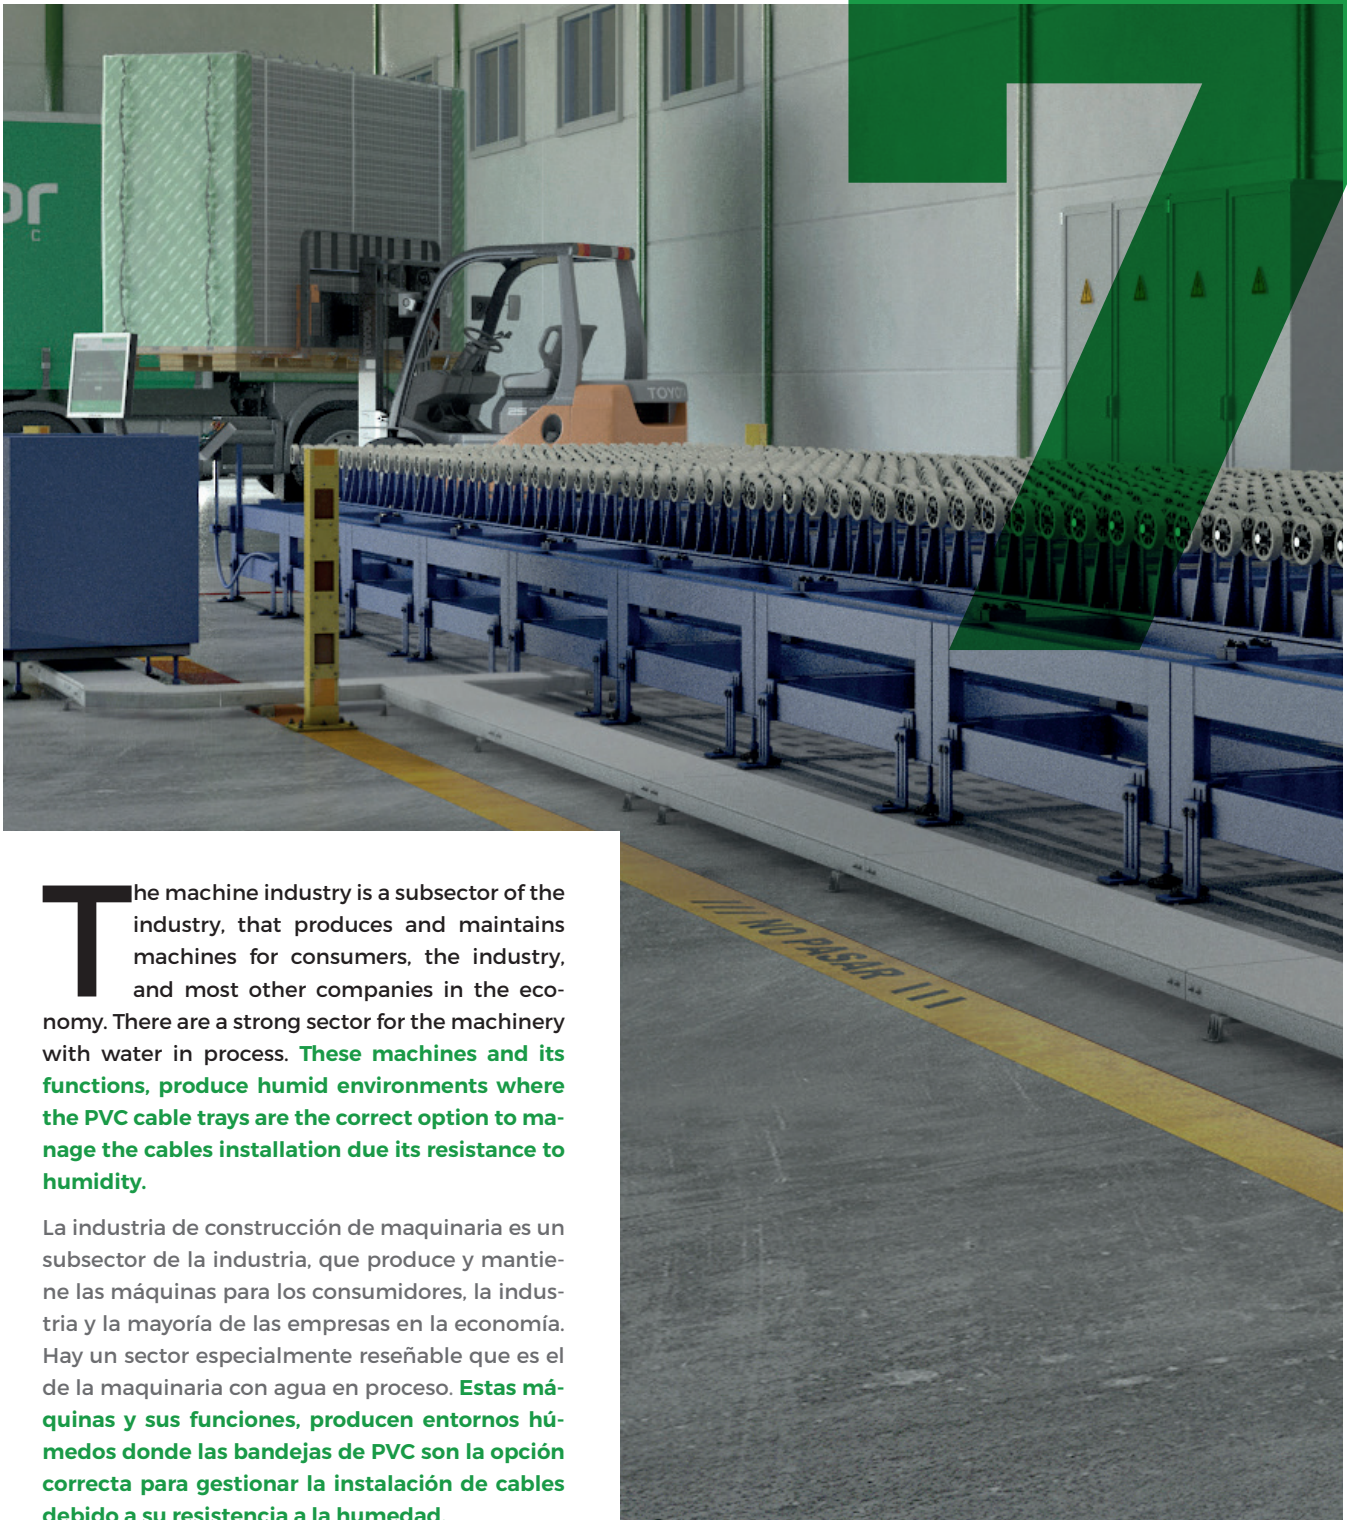 7
or
C
TOYOTA
25
TOYO
/// NO PASAR ///
The machine industry is a subsector of the
industry, that produces and maintains
machines for consumers, the industry,
and most other companies in the eco-
nomy. There are a strong sector for the machinery
with water in process. These machines and its
functions, produce humid environments where
the PVC cable trays are the correct option to ma-
nage the cables installation due its resistance to
humidity.
La industria de construcción de maquinaria es un
subsector de la industria, que produce y mantie-
ne las máquinas para los consumidores, la indus-
tria y la mayoría de las empresas en la economía.
Hay un sector especialmente reseñable que es el
de la maquinaria con agua en proceso. Estas má-
quinas y sus funciones, producen entornos hú-
medos donde las bandejas de PVC son la opción
correcta para gestionar la instalación de cables
debido a su resistencia a la humedad